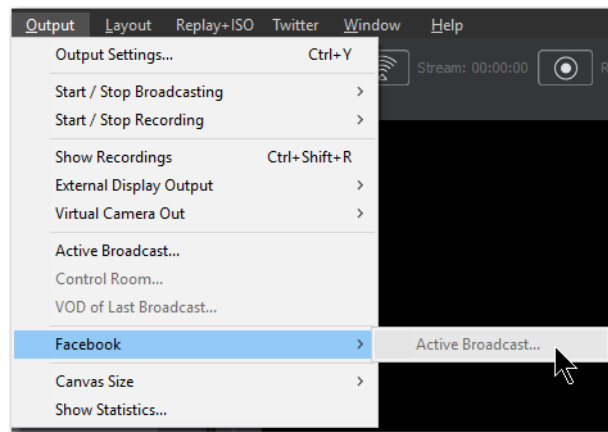 Output Layout Replay+ISO Twitter Window Help
Output Settings... Ctrl+Y
Stream: 00:00:00
Start / Stop Broadcasting
Start / Stop Recording
Show Recordings Ctrl+Shift+R
External Display Output
Virtual Camera Out
Active Broadcast...
Control Room...
VOD of Last Broadcast...
Facebook
Active Broadcast...
Canvas Size
Show Statistics...